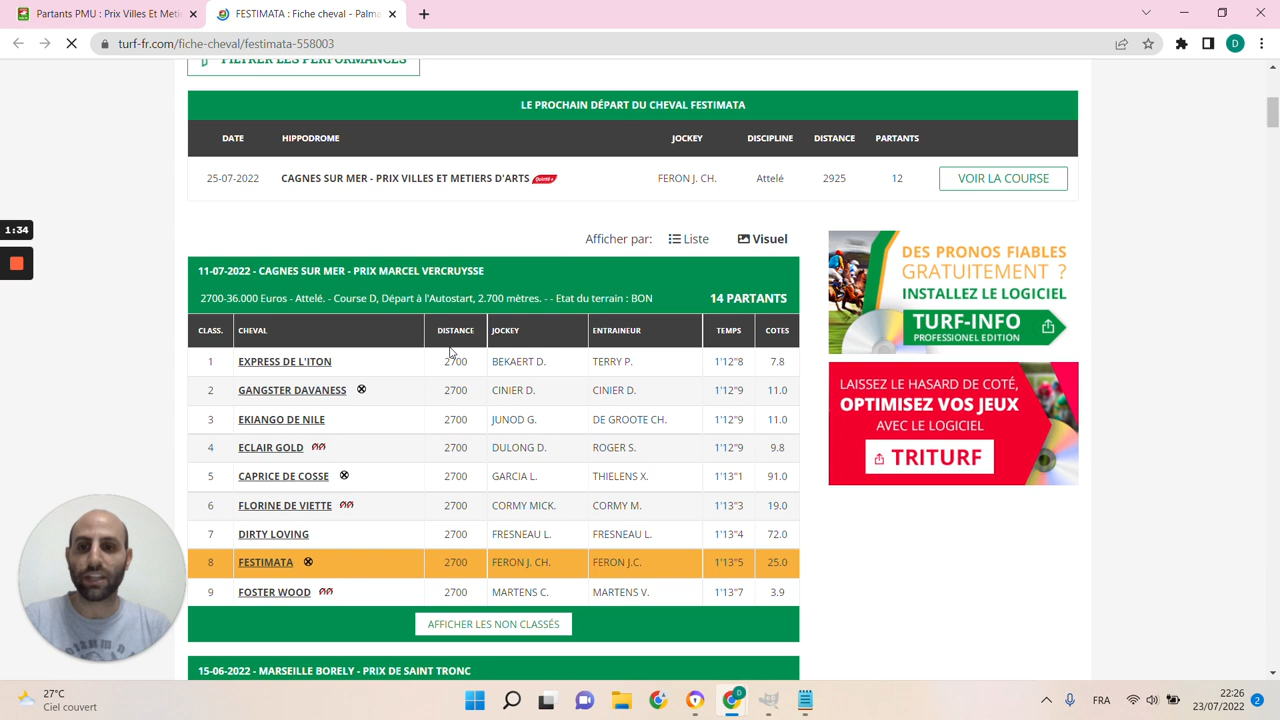 Partants PMU : Prix Villes Et Meti
FESTIMATA : Fiche cheval - Palma
turf-fr.com/fiche-cheval/festimata-558003
D
FILTRER LES PERFORMANCES
LE PROCHAIN DÉPART DU CHEVAL FESTIMATA
DATE HIPPODROME JOCKEY DISCIPLINE DISTANCE PARTANTS
25-07-2022 CAGNES SUR MER - PRIX VILLES ET METIERS D'ARTS Quinté+ FERON J. CH. Attelé 2925 12 VOIR LA COURSE
1:34
Afficher par: Liste Visuel
11-07-2022 - CAGNES SUR MER - PRIX MARCEL VERCRUYSSE
2700-36.000 Euros - Attelé. - Course D, Départ à l'Autostart, 2.700 mètres. - - Etat du terrain : BON 14 PARTANTS
CLASS. CHEVAL DISTANCE JOCKEY ENTRAINEUR TEMPS COTES
1 EXPRESS DE L'ITON 2700 BEKAERT D. TERRY P. 1'12"8 7.8
2 GANGSTER DAVANESS 2700 CINIER D. CINIER D. 1'12"9 11.0
3 EKIANGO DE NILE 2700 JUNOD G. DE GROOTE CH. 1'12"9 11.0
4 ECLAIR GOLD 2700 DULONG D. ROGER S. 1'12"9 9.8
5 CAPRICE DE COSSE 2700 GARCIA L. THIELENS X. 1'13"1 91.0
6 FLORINE DE VIETTE 2700 CORMY MICK. CORMY M. 1'13"3 19.0
7 DIRTY LOVING 2700 FRESNEAU L. FRESNEAU L. 1'13"4 72.0
8 FESTIMATA 2700 FERON J. CH. FERON J.C. 1'13"5 25.0
9 FOSTER WOOD 2700 MARTENS C. MARTENS V. 1'13"7 3.9
AFFICHER LES NON CLASSÉS
15-06-2022 - MARSEILLE BORELY - PRIX DE SAINT TRONC
DES PRONOS FIABLES
GRATUITEMENT ?
INSTALLEZ LE LOGICIEL
TURF-INFO
PROFESIONNEL EDITION
LAISSEZ LE HASARD DE COTÉ,
OPTIMISEZ VOS JEUX
AVEC LE LOGICIEL
TRITURF
27°C
Ciel couvert
D
FRA
22:26
23/07/2022
2